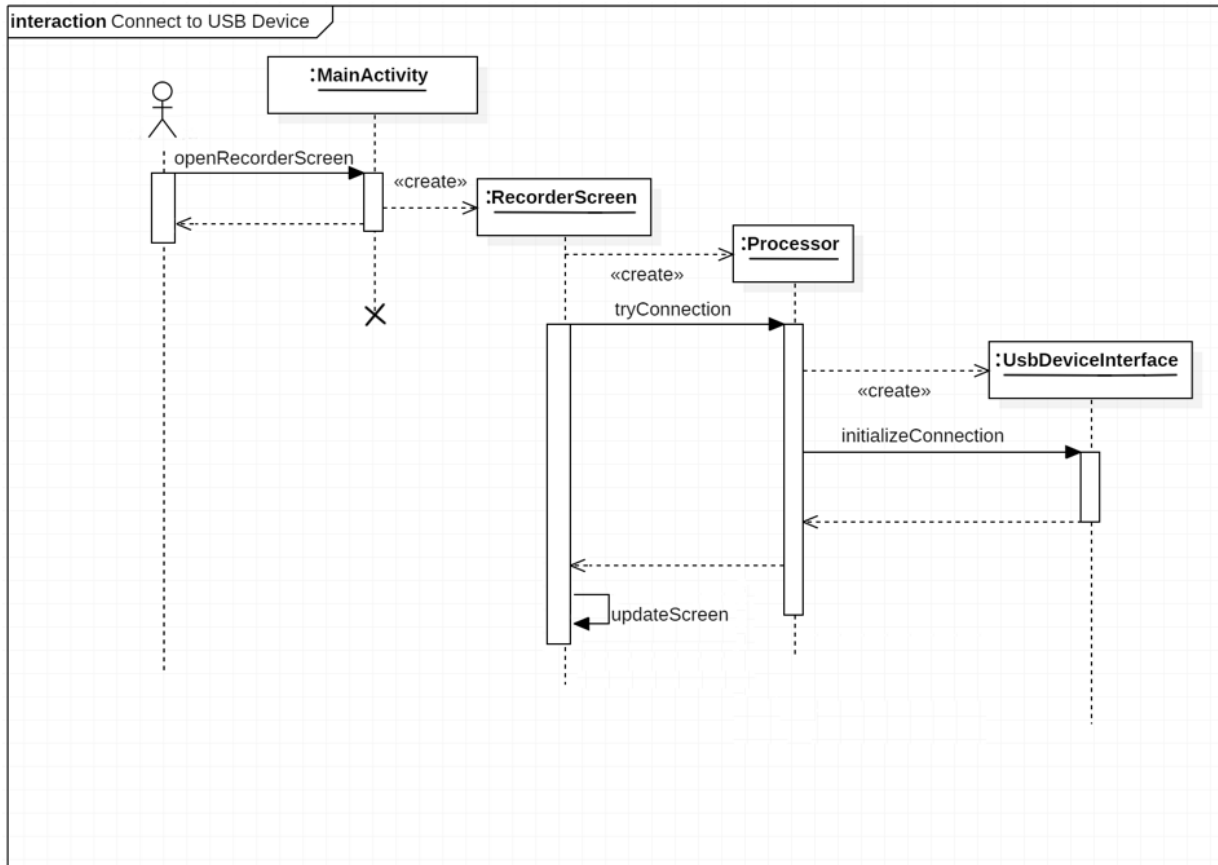 interaction Connect to USB Device
:MainActivity
openRecorderScreen
«create»
:RecorderScreen
:Processor
«create»
tryConnection
:UsbDeviceInterface
«create»
initializeConnection
updateScreen